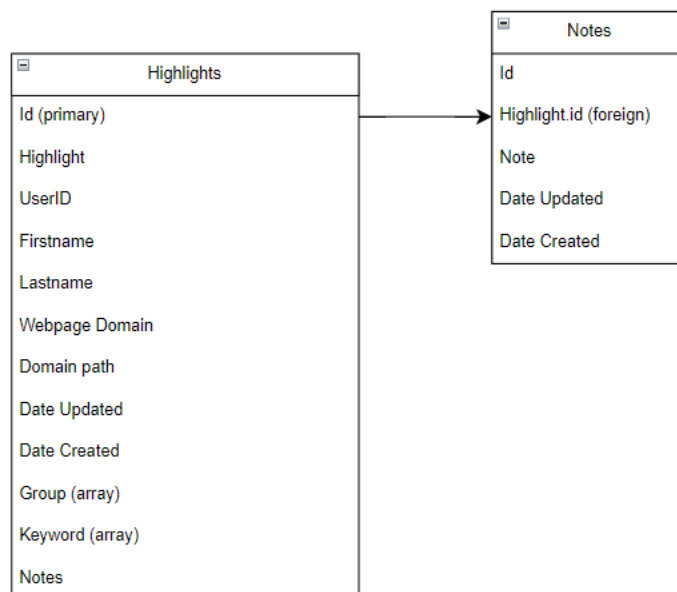 Highlights
Id (primary)
Highlight
UserID
Firstname
Lastname
Webpage Domain
Domain path
Date Updated
Date Created
Group (array)
Keyword (array)
Notes
Notes
Id
Highlight.id (foreign)
Note
Date Updated
Date Created